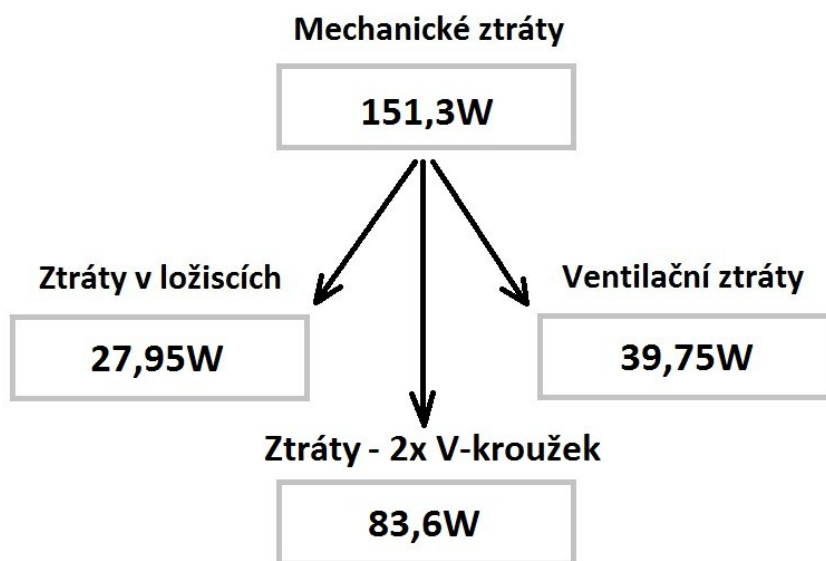 Mechanické ztráty
151,3W
Ztráty v ložiscích
27,95W
Ventilační ztráty
39,75W
Ztráty - 2x V-kroužek
83,6W